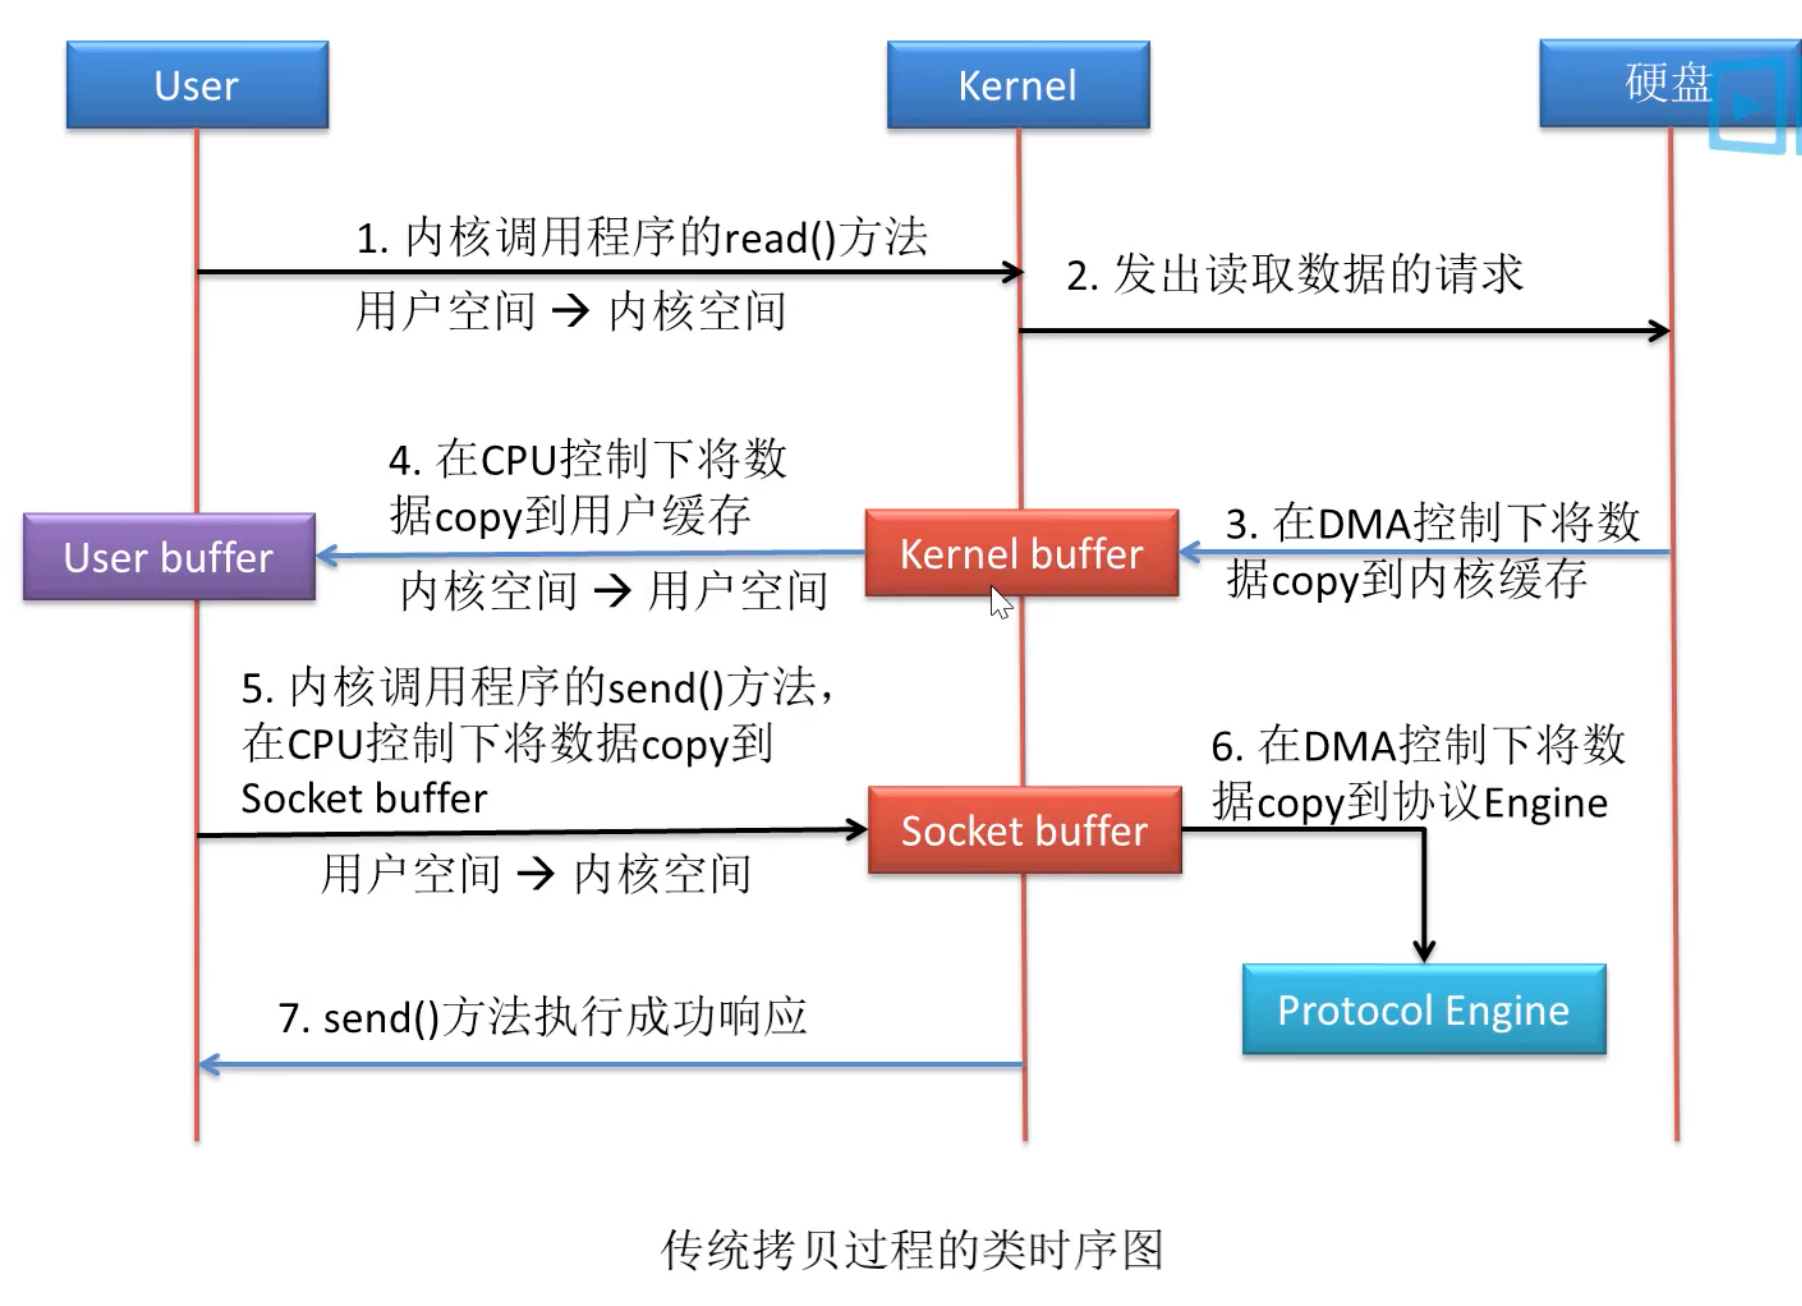 User
Kernel
硬盘
1. 内核调用程序的read()方法
用户空间 → 内核空间
2. 发出读取数据的请求
4. 在CPU控制下将数
据copy到用户缓存
3. 在DMA控制下将数
据copy到内核缓存
User buffer
Kernel buffer
内核空间 → 用户空间
5. 内核调用程序的send()方法，
在CPU控制下将数据copy到
Socket buffer
6. 在DMA控制下将数
据copy到协议Engine
Socket buffer
用户空间 → 内核空间
7. send()方法执行成功响应
Protocol Engine
传统拷贝过程的类时序图